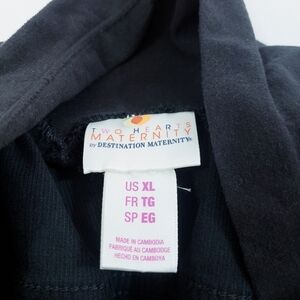 TWO HEARTS
MATERNITY
BY DESTINATION MATERNITY
US XL
FR TG
SP EG
MADE IN CAMBODIA
FABRIQUÉ AU CAMBODGE
HECHO EN CAMBOYA